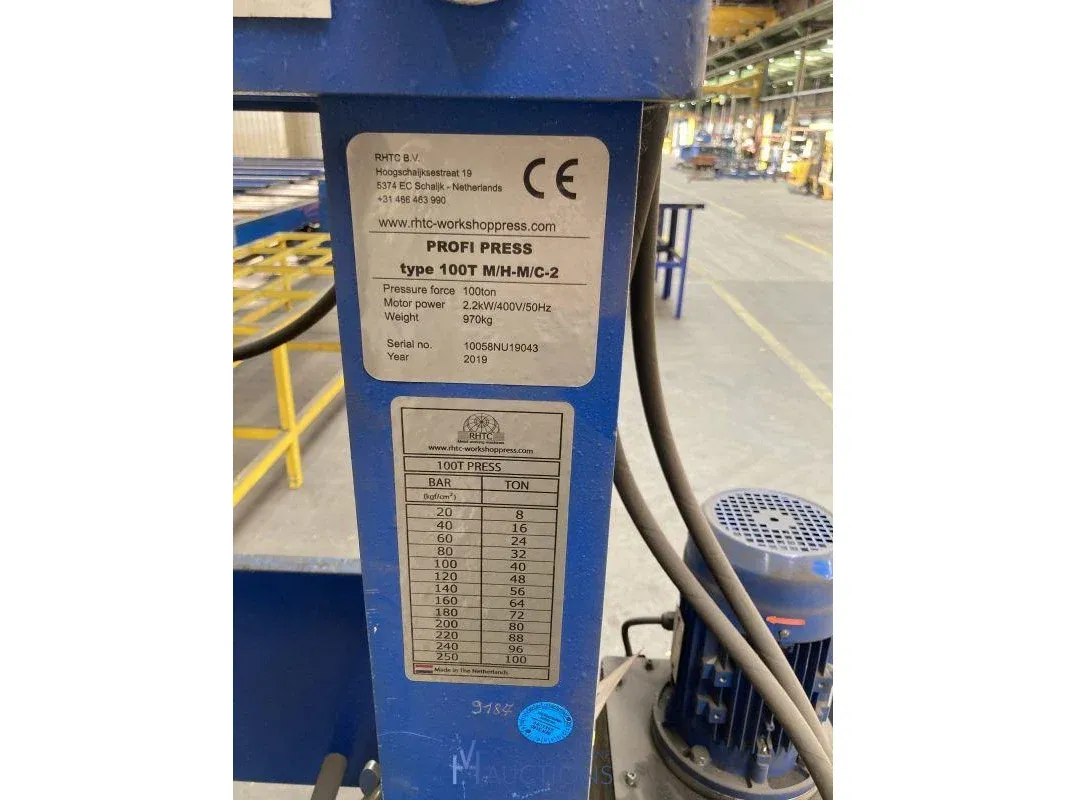 RHTC B.V.
Hoogschaijksestraat 19
5374 EC Schaijk - Netherlands
+31 466 463 990
CE
www.rhtc-workshoppress.com
PROFI PRESS
type 100T M/H-M/C-2
Pressure force 100ton
Motor power 2.2kW/400V/50Hz
Weight 970kg
Serial no. 10058NU19043
Year 2019
RHTC
www.rhtc-workshoppress.com
100T PRESS
BAR TON
(kgf/cm²)
20 8
40 16
60 24
80 32
100 40
120 48
140 56
160 64
180 72
200 80
220 88
240 96
250 100
Made in The Netherlands
9187
AUCTIONS